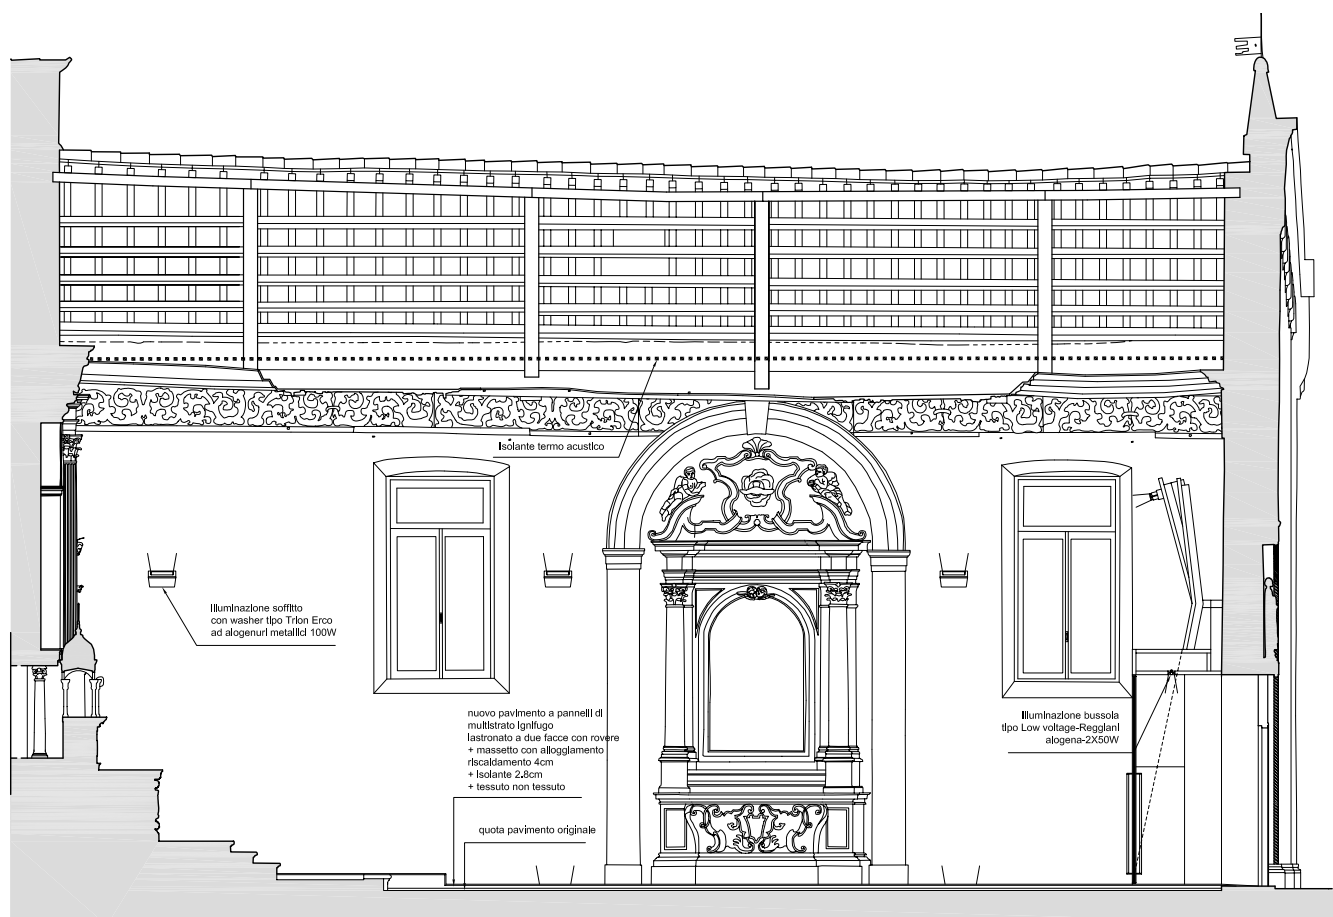 Isolante termo acustico
Illuminazione soffitto
con washer tipo Trion Erco
ad alogenuri metallici 100W
nuovo pavimento a pannelli di
multistrato ignifugo
lastronato a due facce con rovere
+ massetto con alloggiamento
riscaldamento 4cm
+ isolante 2.8cm
+ tessuto non tessuto
quota pavimento originale
Illuminazione bussola
tipo Low voltage-Reggiani
alogena-2X50W